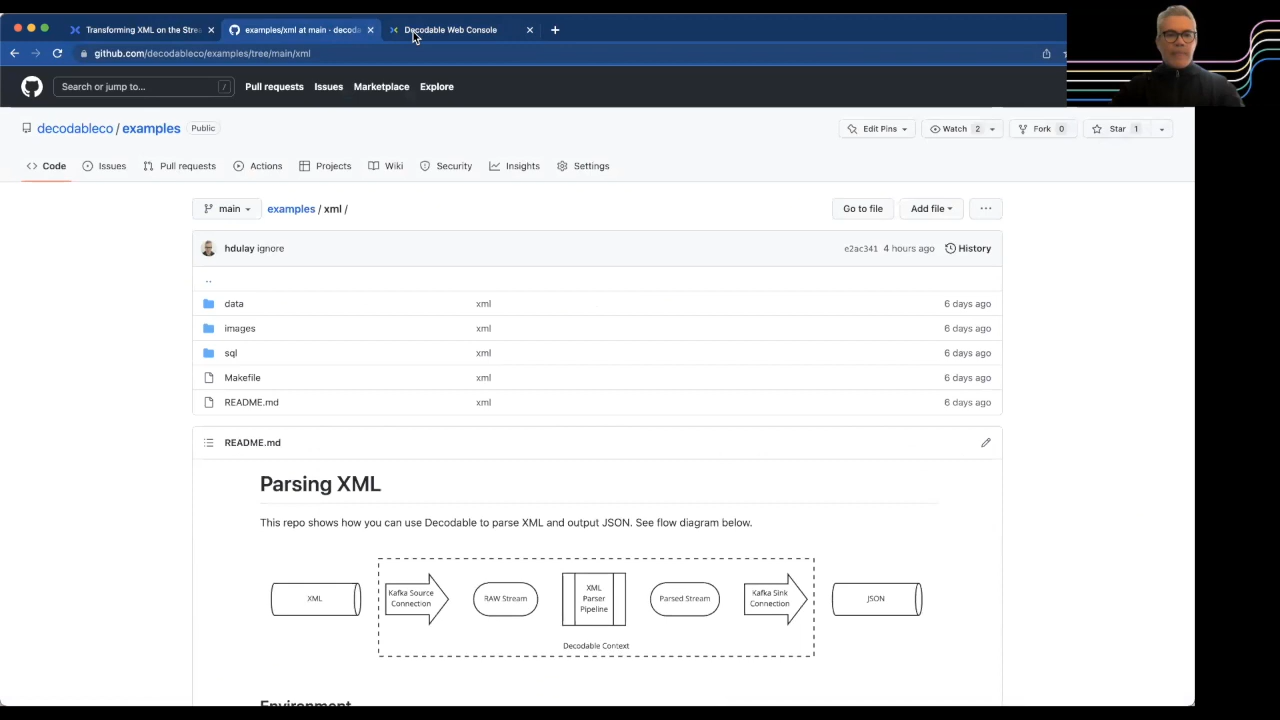 Transforming XML on the Stre
examples/xml at main · decoda
Decodable Web Console
github.com/decodableco/examples/tree/main/xml
Search or jump to...
/
Pull requests
Issues
Marketplace
Explore
decodableco / examples
Public
Edit Pins
Watch 2
Fork 0
Star 1
Code
Issues
Pull requests
Actions
Projects
Wiki
Security
Insights
Settings
main
examples / xml /
Go to file
Add file
...
hdulay ignore
e2ac341 4 hours ago
History
..
data xml 6 days ago
images xml 6 days ago
sql xml 6 days ago
Makefile xml 6 days ago
README.md xml 6 days ago
README.md
Parsing XML
This repo shows how you can use Decodable to parse XML and output JSON. See flow diagram below.
XML
Kafka Source
Connection
RAW Stream
XML
Parser
Pipeline
Parsed Stream
Kafka Sink
Connection
JSON
Decodable Context
Environment